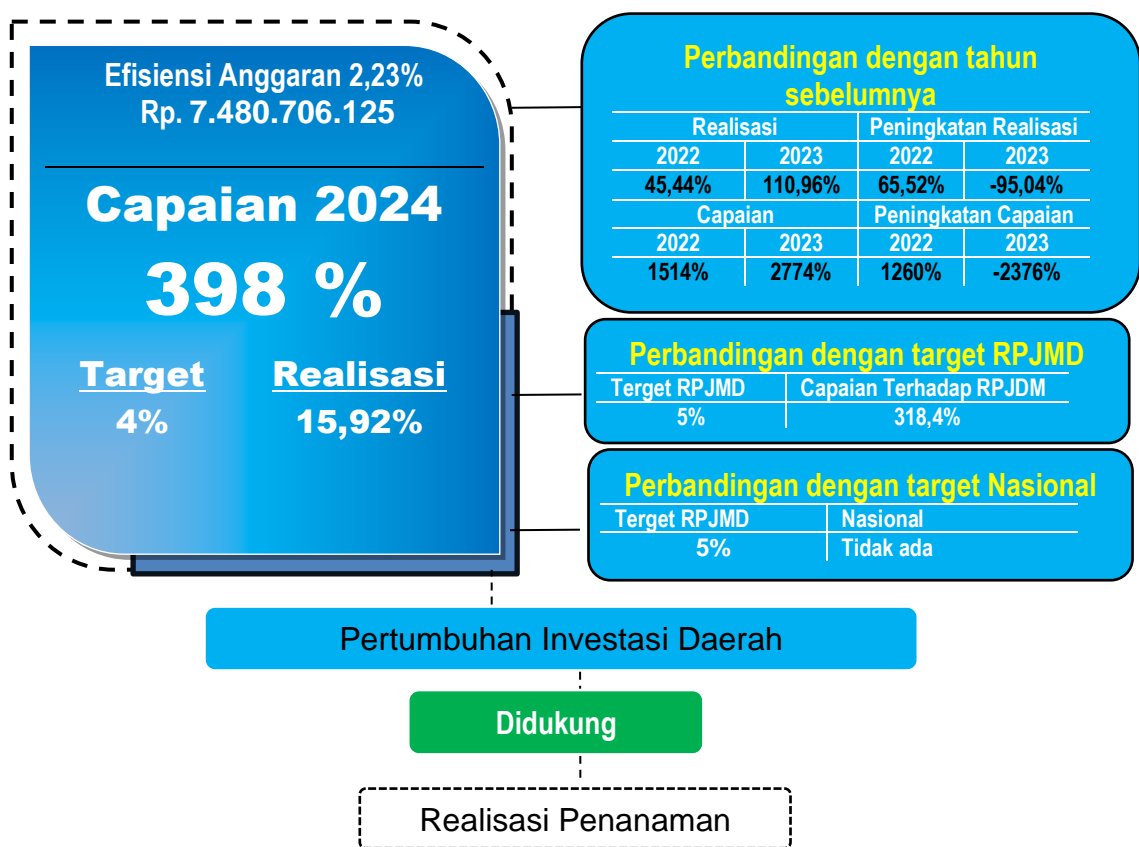 Efisiensi Anggaran 2,23%
Rp. 7.480.706.125
Capaian 2024
398 %
Target Realisasi
4% 15,92%
Perbandingan dengan tahun
sebelumnya
Realisasi Peningkatan Realisasi
2022 2023 2022 2023
45,44% 110,96% 65,52% -95,04%
Capaian Peningkatan Capaian
2022 2023 2022 2023
1514% 2774% 1260% -2376%
Perbandingan dengan target RPJMD
Terget RPJMD Capaian Terhadap RPJDM
5% 318,4%
Perbandingan dengan target Nasional
Terget RPJMD Nasional
5% Tidak ada
Pertumbuhan Investasi Daerah
Didukung
Realisasi Penanaman